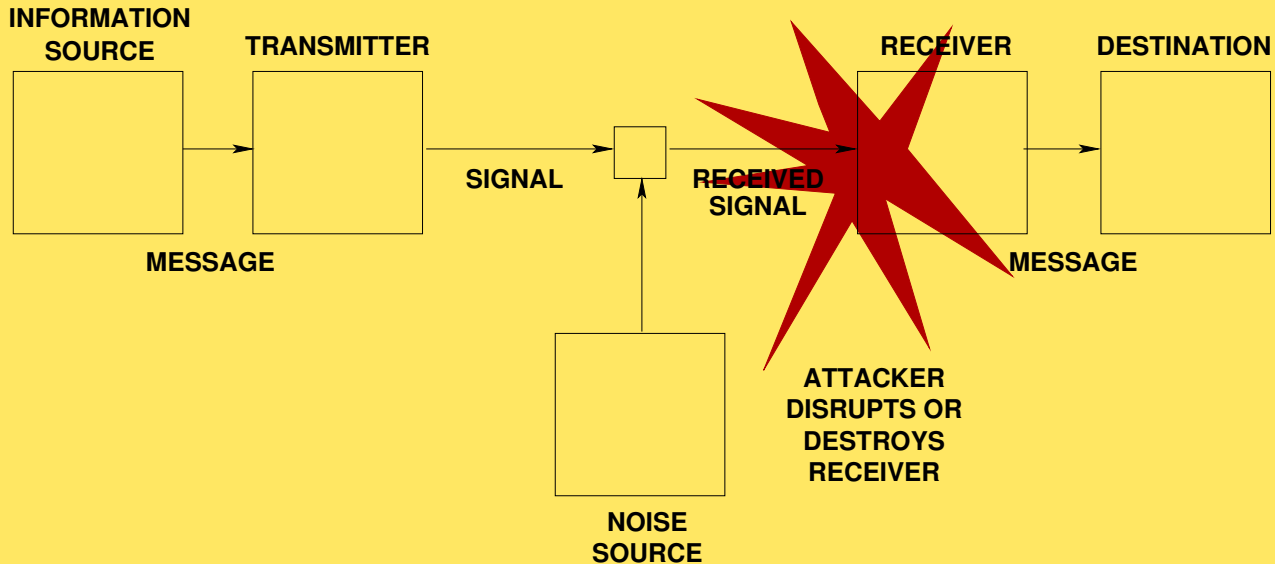 INFORMATION
SOURCE
TRANSMITTER
RECEIVER
DESTINATION
SIGNAL
RECEIVED
SIGNAL
MESSAGE
MESSAGE
ATTACKER
DISRUPTS OR
DESTROYS
RECEIVER
NOISE
SOURCE